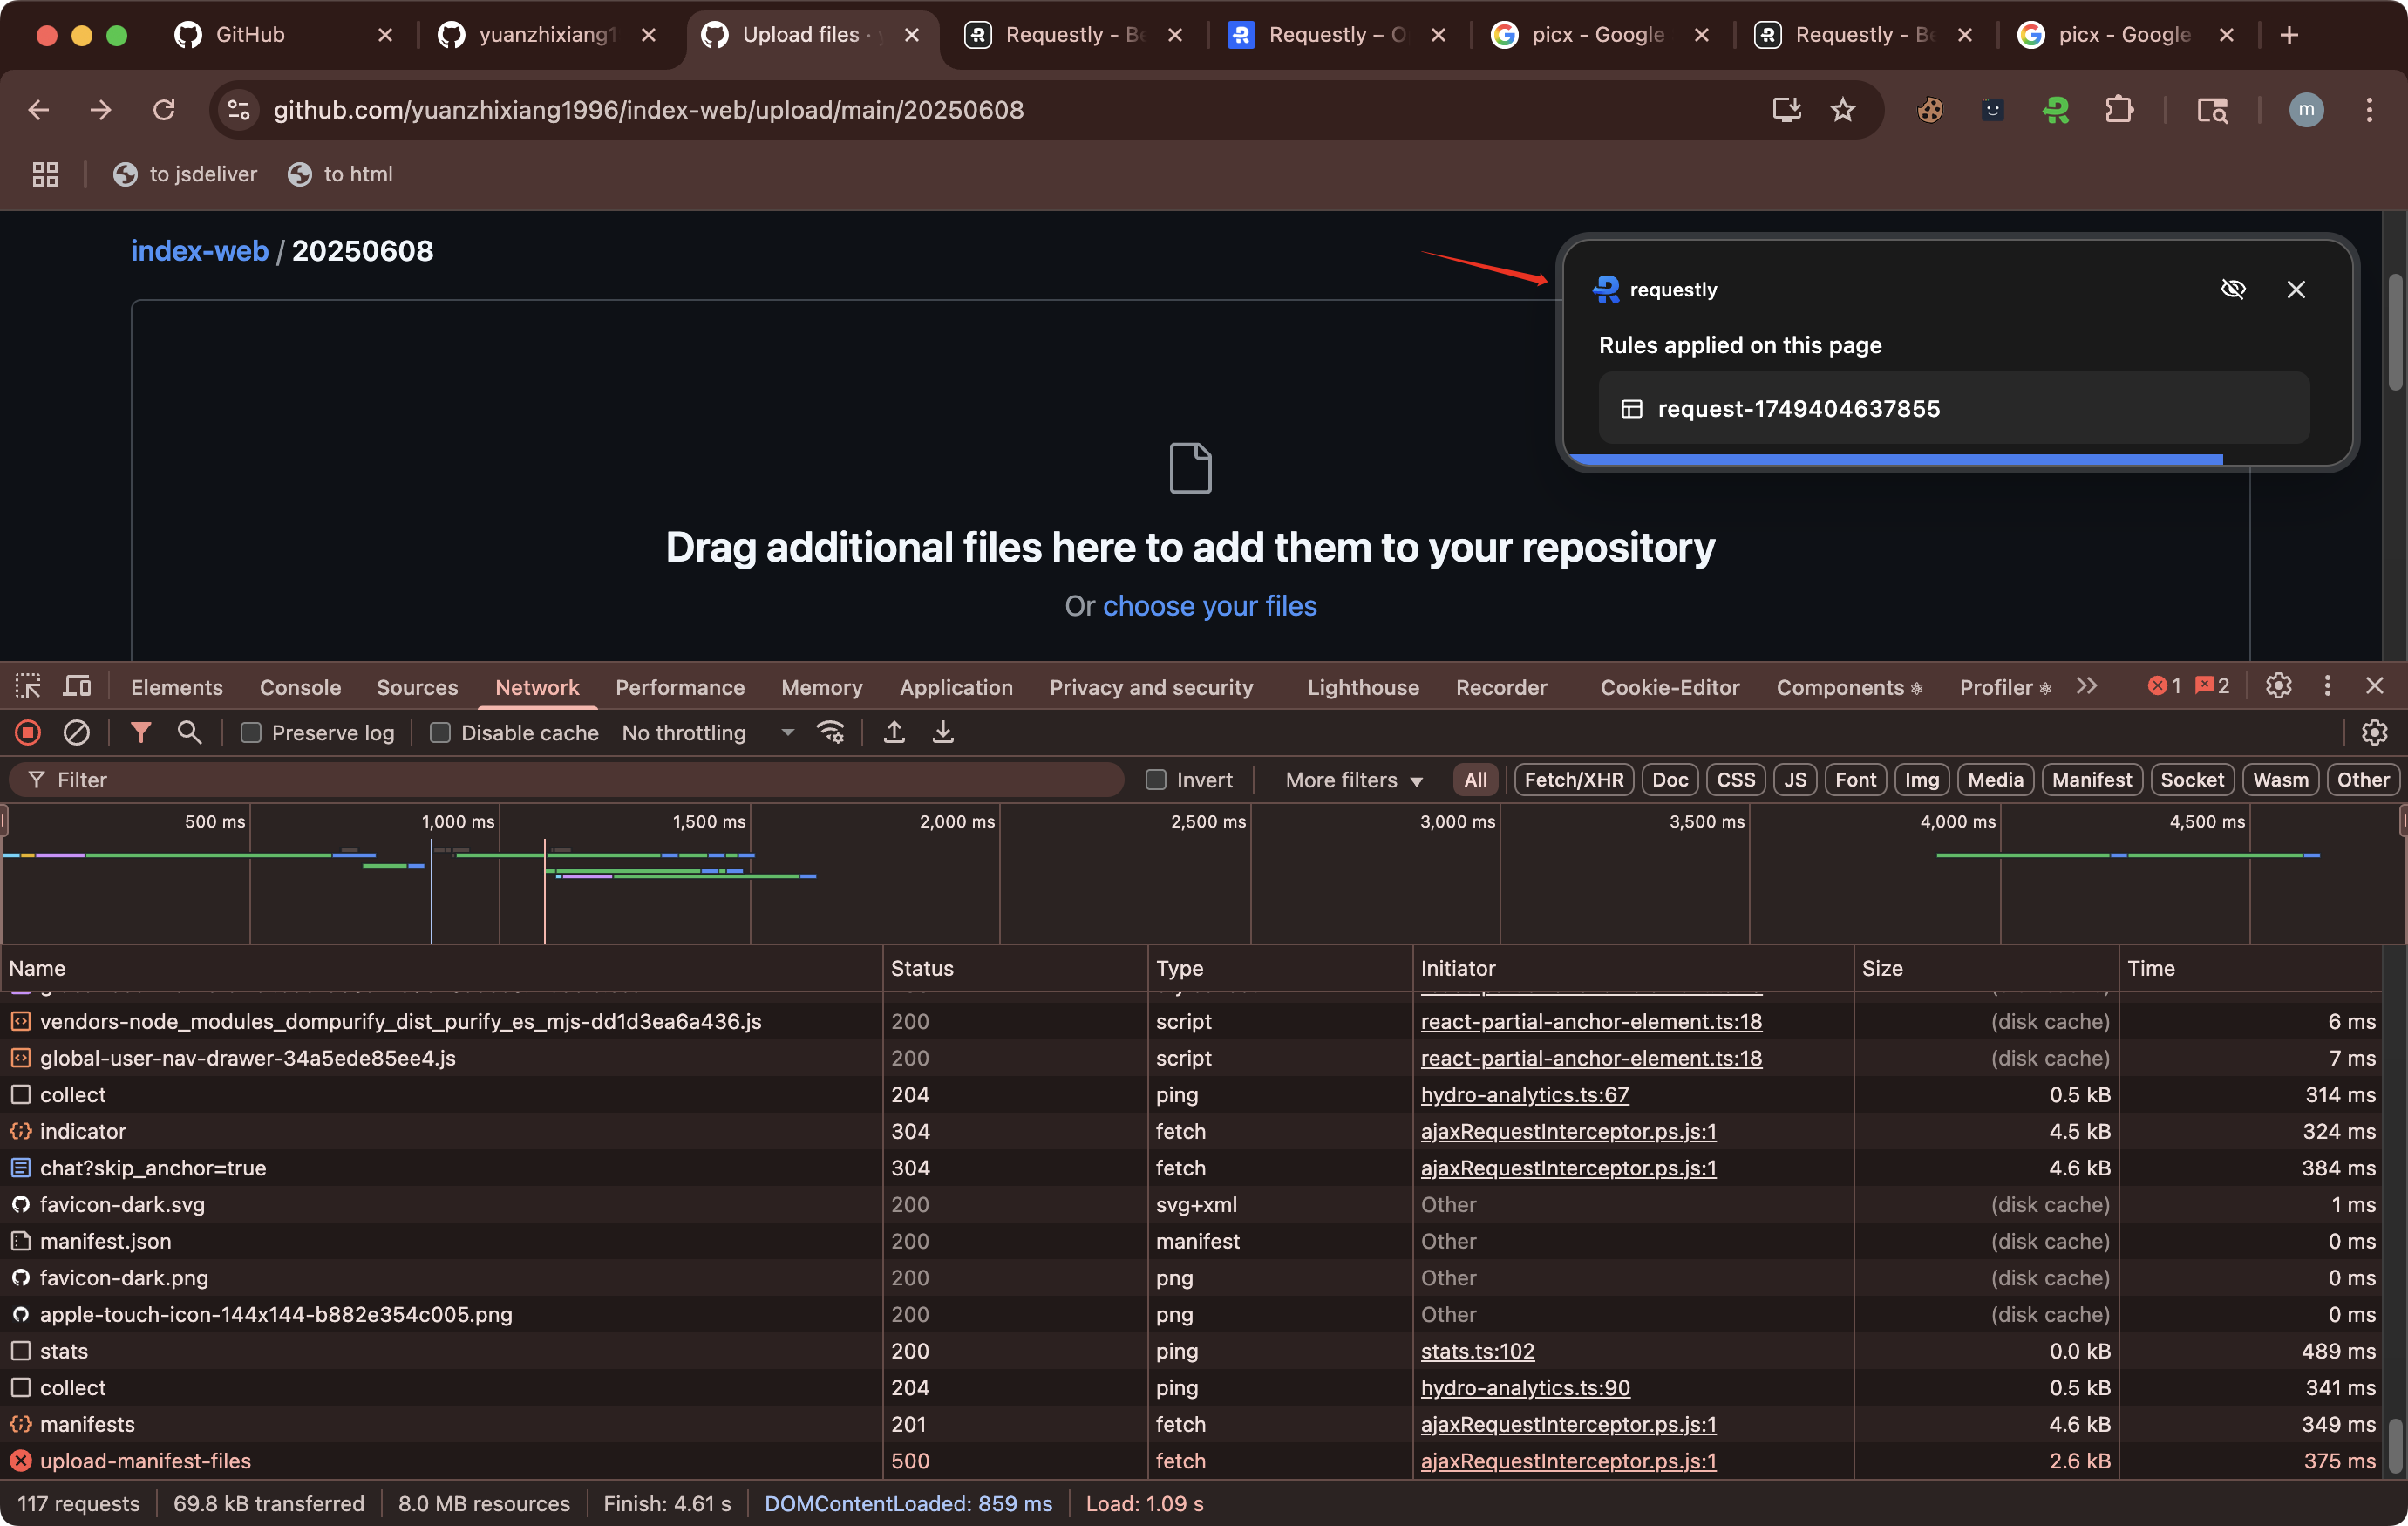 GitHub
yuanzhixiang1
Upload files · y
Requestly - Be
Requestly – O
picx - Google
Requestly - Be
picx - Google
github.com/yuanzhixiang1996/index-web/upload/main/20250608
m
to jsdeliver
to html
index-web / 20250608
requestly
Rules applied on this page
request-1749404637855
Drag additional files here to add them to your repository
Or choose your files
Elements Console Sources Network Performance Memory Application Privacy and security Lighthouse Recorder Cookie-Editor Components ⚛ Profiler ⚛ 1 2
Preserve log Disable cache No throttling
Filter Invert More filters All Fetch/XHR Doc CSS JS Font Img Media Manifest Socket Wasm Other
500 ms 1,000 ms 1,500 ms 2,000 ms 2,500 ms 3,000 ms 3,500 ms 4,000 ms 4,500 ms
Name Status Type Initiator Size Time
vendors-node_modules_dompurify_dist_purify_es_mjs-dd1d3ea6a436.js 200 script react-partial-anchor-element.ts:18 (disk cache) 6 ms
global-user-nav-drawer-34a5ede85ee4.js 200 script react-partial-anchor-element.ts:18 (disk cache) 7 ms
collect 204 ping hydro-analytics.ts:67 0.5 kB 314 ms
indicator 304 fetch ajaxRequestInterceptor.ps.js:1 4.5 kB 324 ms
chat?skip_anchor=true 304 fetch ajaxRequestInterceptor.ps.js:1 4.6 kB 384 ms
favicon-dark.svg 200 svg+xml Other (disk cache) 1 ms
manifest.json 200 manifest Other (disk cache) 0 ms
favicon-dark.png 200 png Other (disk cache) 0 ms
apple-touch-icon-144x144-b882e354c005.png 200 png Other (disk cache) 0 ms
stats 200 ping stats.ts:102 0.0 kB 489 ms
collect 204 ping hydro-analytics.ts:90 0.5 kB 341 ms
manifests 201 fetch ajaxRequestInterceptor.ps.js:1 4.6 kB 349 ms
upload-manifest-files 500 fetch ajaxRequestInterceptor.ps.js:1 2.6 kB 375 ms
117 requests 69.8 kB transferred 8.0 MB resources Finish: 4.61 s DOMContentLoaded: 859 ms Load: 1.09 s